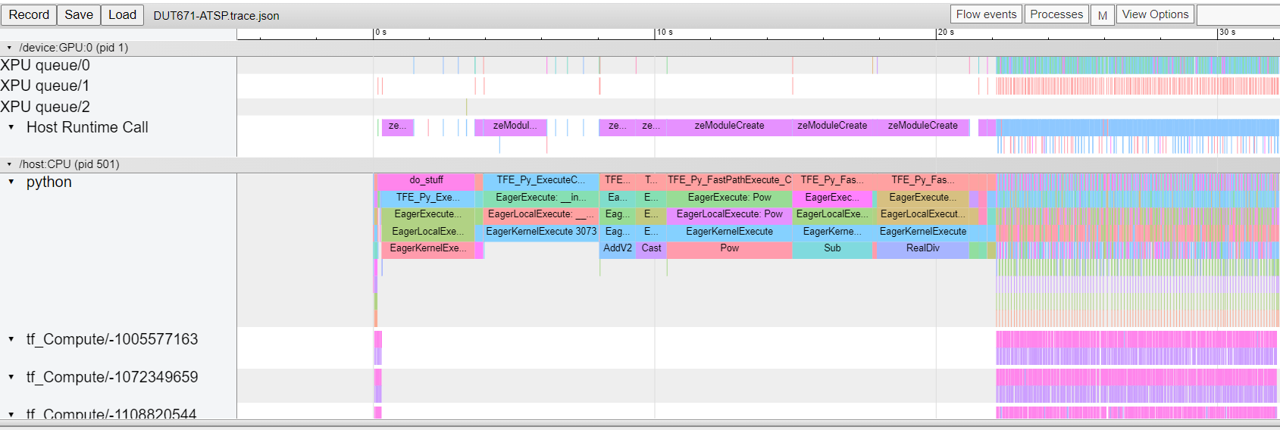 Record Save Load DUT671-ATSP.trace.json Flow events Processes M View Options
0 s 10 s 20 s 30 s
/device:GPU:0 (pid 1)
XPU queue/0
XPU queue/1
XPU queue/2
Host Runtime Call ze... zeModul... ze... ze... zeModuleCreate zeModuleCreate zeModuleCreate
/host:CPU (pid 501)
python do_stuff TFE_Py_ExecuteC... TFE... T... TFE_Py_FastPathExecute_C TFE_Py_Fas... TFE_Py_Fas...
TFE_Py_Exe... EagerExecute: __in... Ea... E... EagerExecute: Pow EagerExec... EagerExecute...
EagerExecute... EagerLocalExecute: __... Eag... E... EagerLocalExecute: Pow EagerLocalExe... EagerLocalExecut...
EagerLocalExe... EagerKernelExecute 3073 Eag... E... EagerKernelExecute EagerKerne... EagerKernelExecute
EagerKernelExe... AddV2 Cast Pow Sub RealDiv
tf_Compute/-1005577163
tf_Compute/-1072349659
tf_Compute/-1108820544